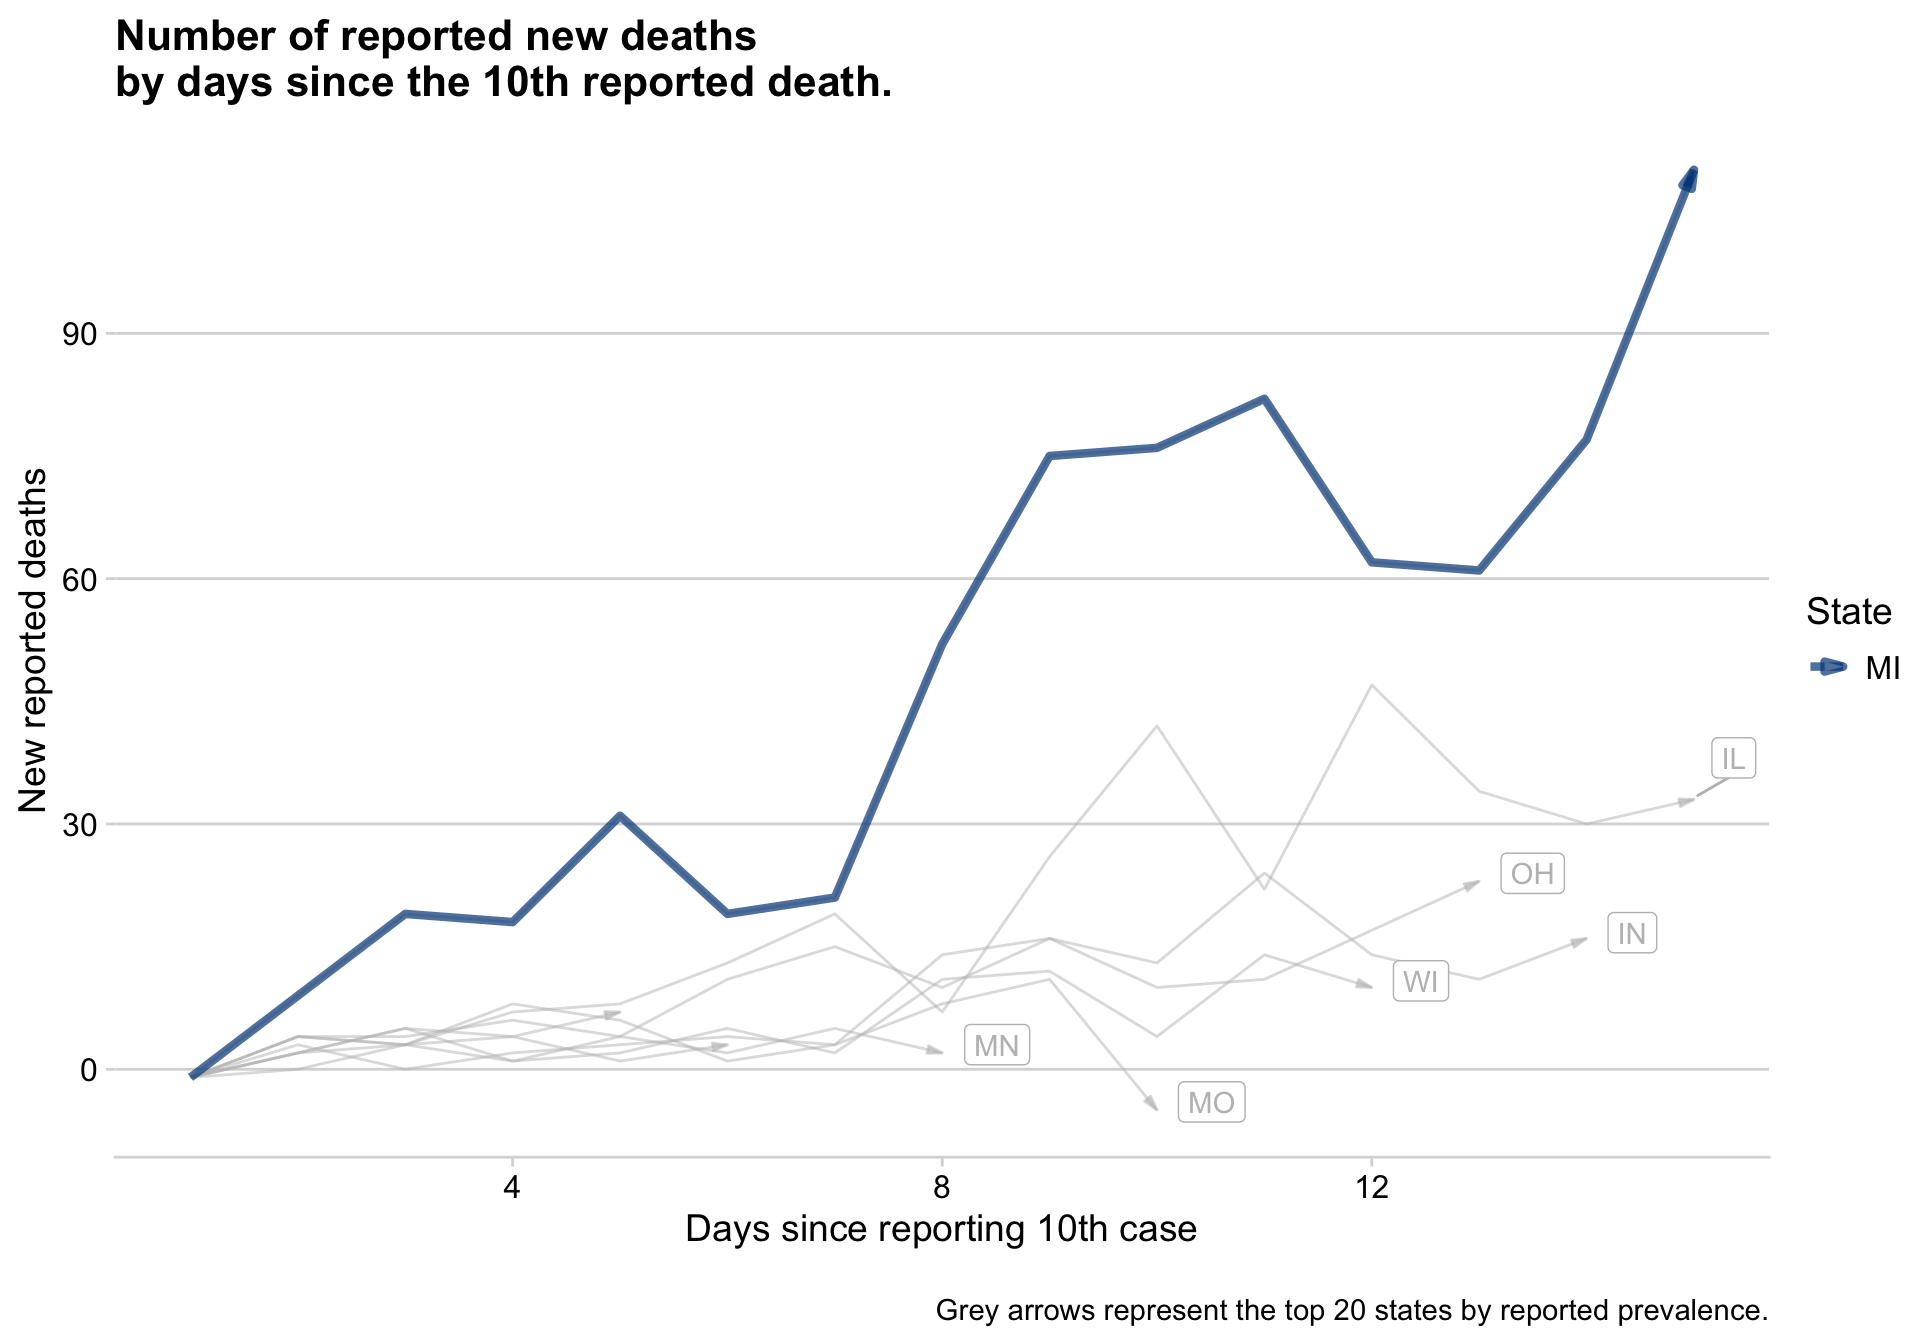 Number of reported new deaths
by days since the 10th reported death.
New reported deaths
90
60
30
0
4
8
12
Days since reporting 10th case
IL
OH
IN
WI
MN
MO
State
MI
Grey arrows represent the top 20 states by reported prevalence.